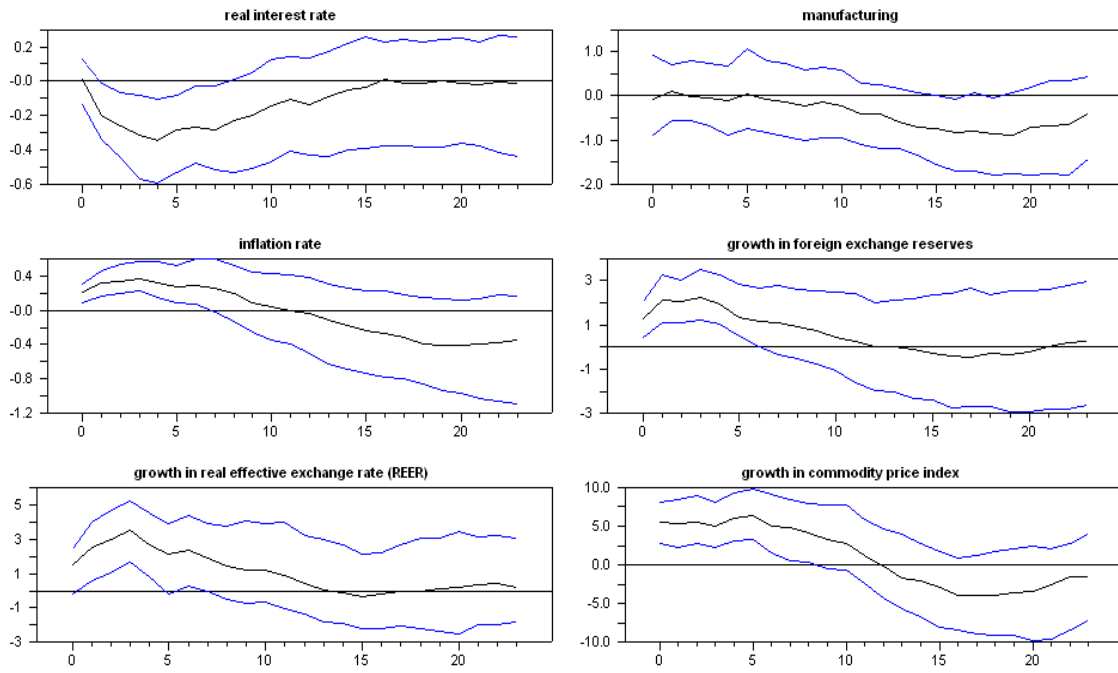 real interest rate
0.2
-0.0
-0.2
-0.4
-0.6
0 5 10 15 20
manufacturing
1.0
0.0
-1.0
-2.0
0 5 10 15 20
inflation rate
0.4
-0.0
-0.4
-0.8
-1.2
0 5 10 15 20
growth in foreign exchange reserves
3
1
-1
-3
0 5 10 15 20
growth in real effective exchange rate (REER)
5
3
1
-1
-3
0 5 10 15 20
growth in commodity price index
10.0
5.0
0.0
-5.0
-10.0
0 5 10 15 20